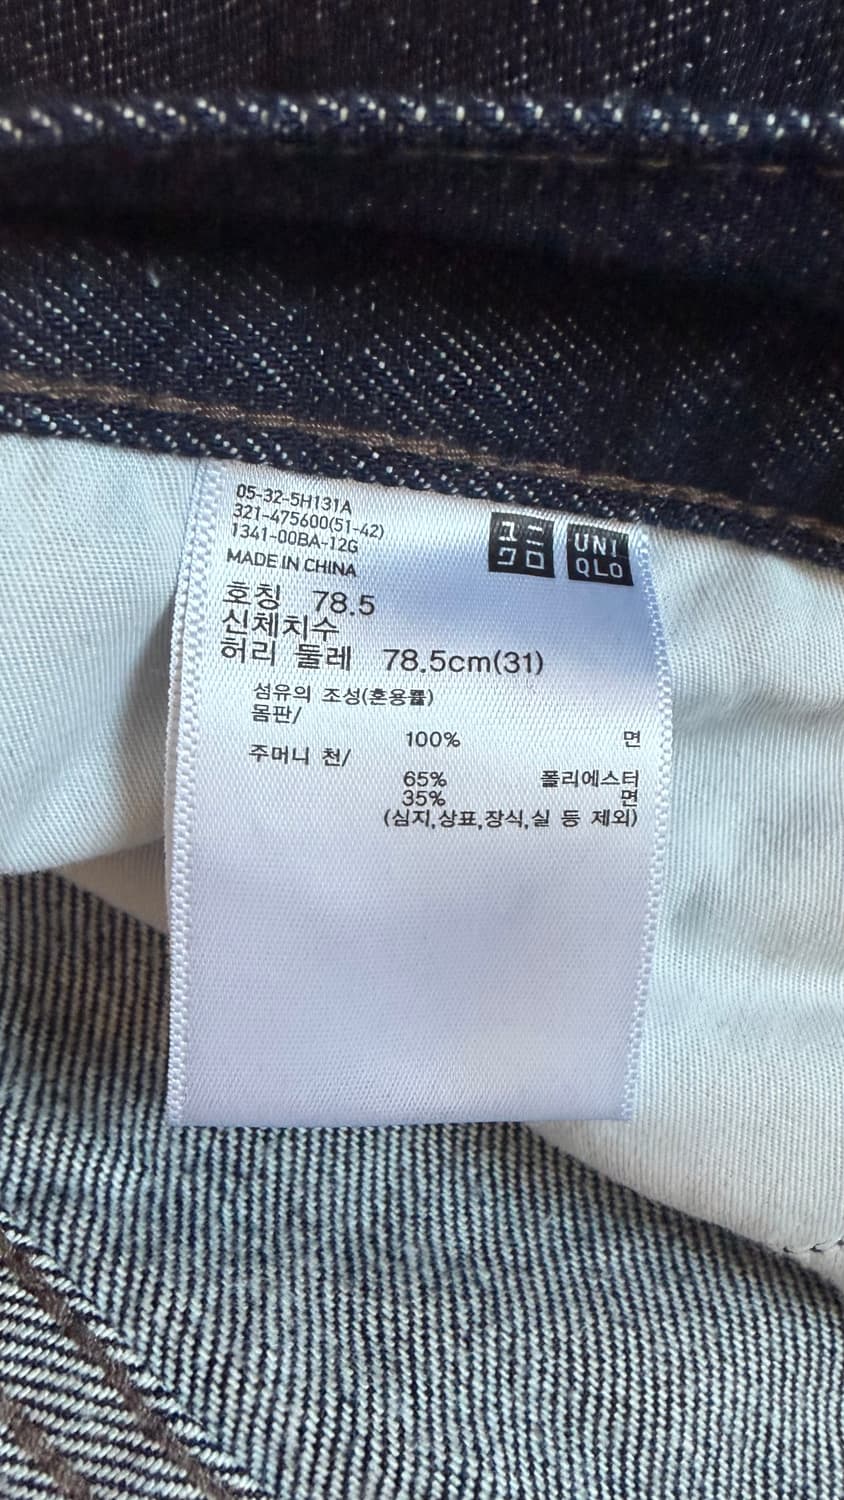 05-32-5H131A
321-475600(51-42)
1341-00BA-12G
MADE IN CHINA
ユニ
クロ
UNI
QLO
호칭 78.5
신체치수
허리 둘레 78.5cm(31)
섬유의 조성(혼용률)
몸판/
100% 면
주머니 천/
65% 폴리에스터
35% 면
(심지,상표,장식,실 등 제외)